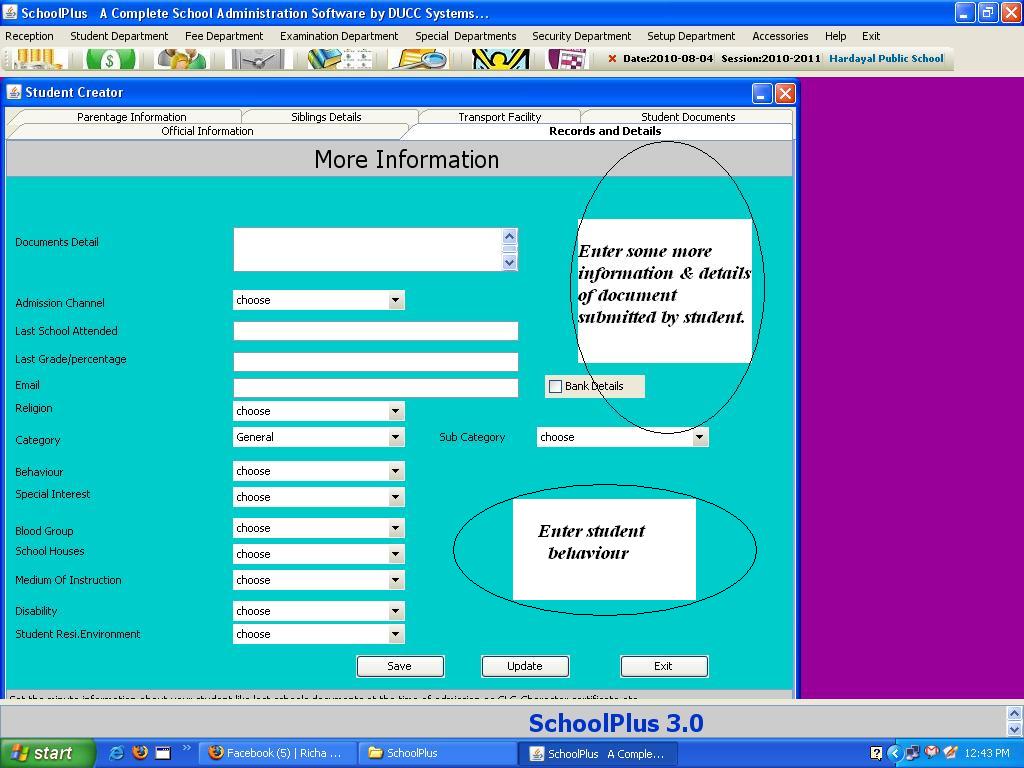 SchoolPlus A Complete School Administration Software by DUCC Systems...
Reception Student Department Fee Department Examination Department Special Departments Security Department Setup Department Accessories Help Exit
Date:2010-08-04 Session:2010-2011 Hardayal Public School
Student Creator
Parentage Information Siblings Details Transport Facility Student Documents
Official Information Records and Details
More Information
Documents Detail
Enter some more
information & details
of document
submitted by student.
Admission Channel choose
Last School Attended
Last Grade/percentage
Email Bank Details
Religion choose
Category General Sub Category choose
Behaviour choose
Special Interest choose
Enter student
behaviour
Blood Group choose
School Houses choose
Medium Of Instruction choose
Disability choose
Student Resi.Environment choose
Save Update Exit
SchoolPlus 3.0
start Facebook (5) | Richa ... SchoolPlus SchoolPlus A Comple... 12:43 PM